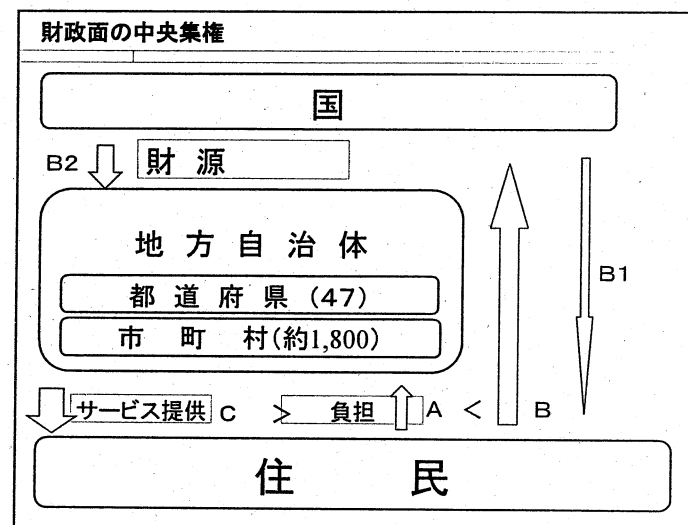 財政面の中央集権
国
B2 財源
地方自治体
都道府県(47)
市町村(約1,800)
B1
サービス提供 C > 負担 A < B
住民